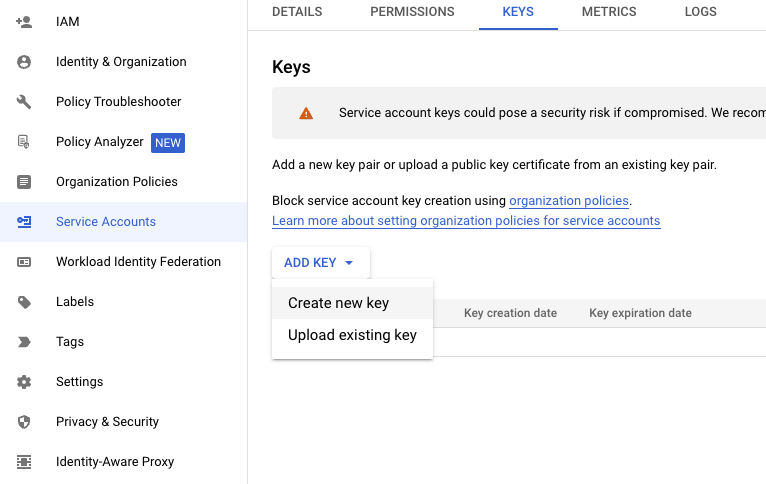 IAM
Identity & Organization
Policy Troubleshooter
Policy Analyzer NEW
Organization Policies
Service Accounts
Workload Identity Federation
Labels
Tags
Settings
Privacy & Security
Identity-Aware Proxy
DETAILS PERMISSIONS KEYS METRICS LOGS
Keys
Service account keys could pose a security risk if compromised. We recom
Add a new key pair or upload a public key certificate from an existing key pair.
Block service account key creation using organization policies.
Learn more about setting organization policies for service accounts
ADD KEY
Create new key
Upload existing key
Key creation date Key expiration date